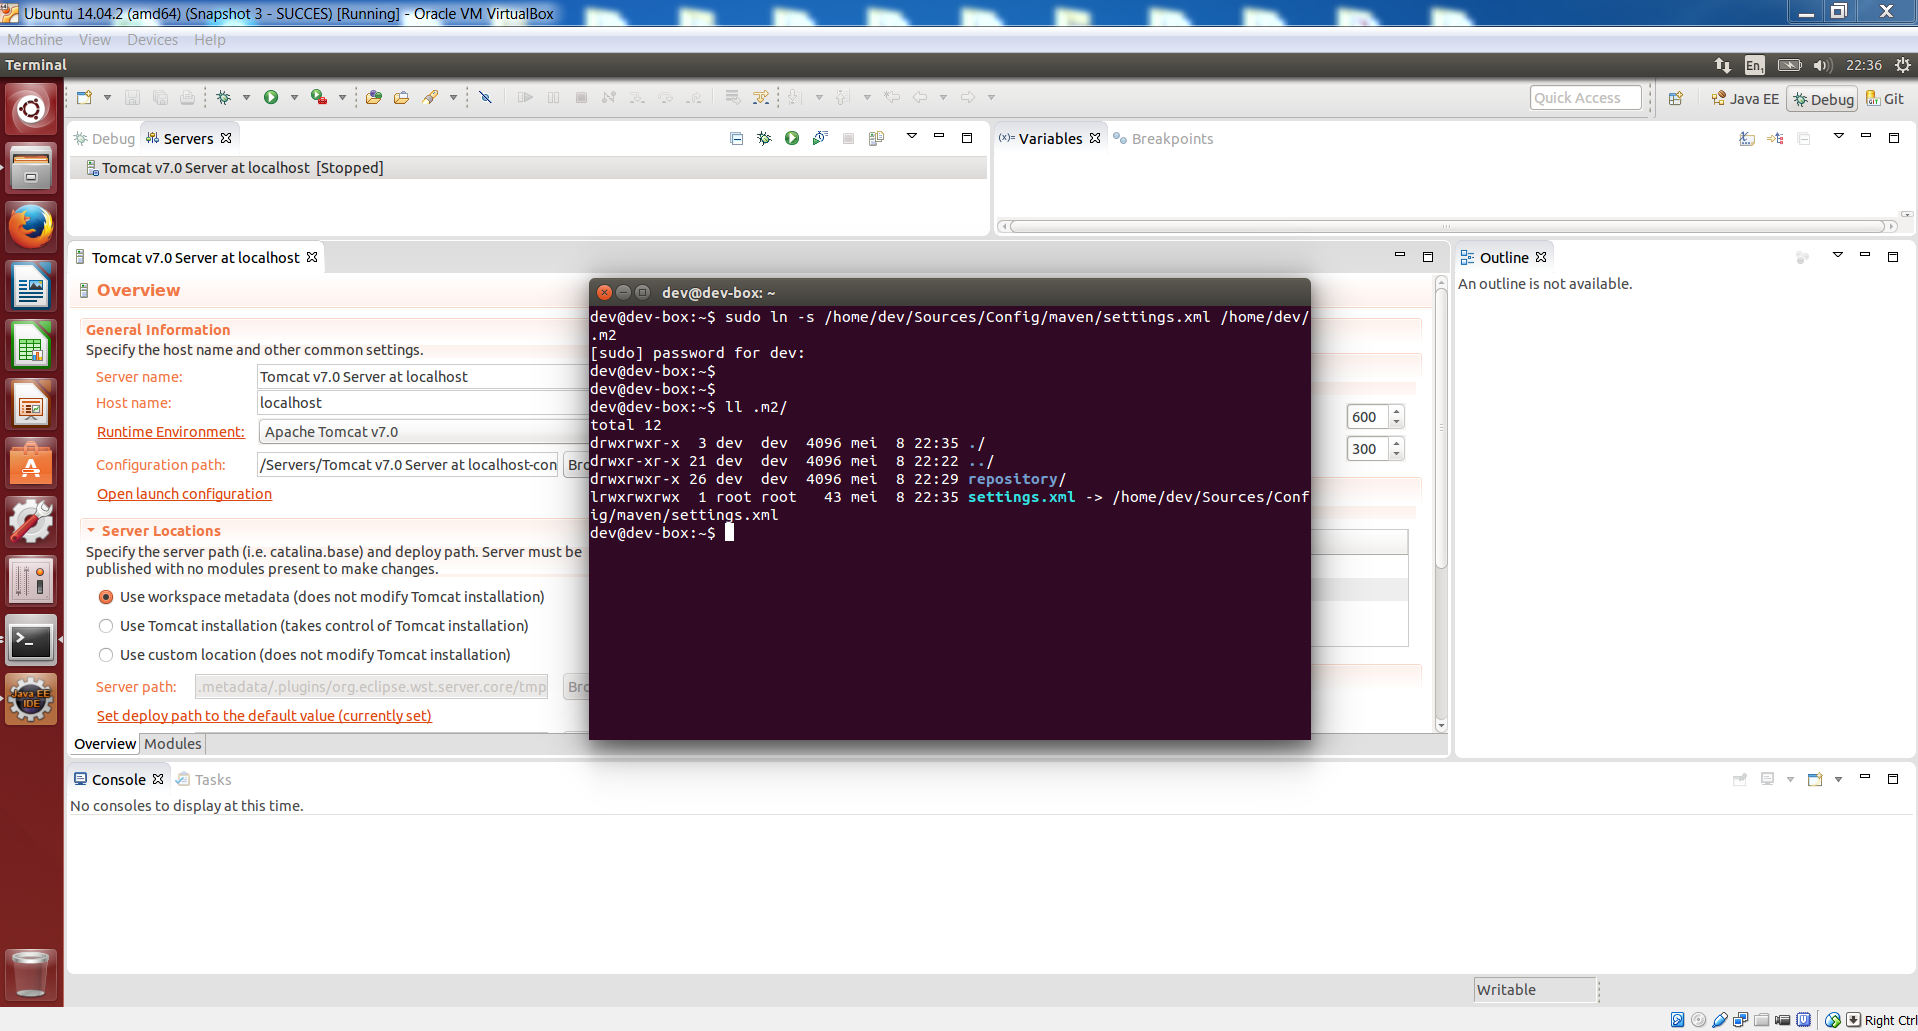 Ubuntu 14.04.2 (amd64) (Snapshot 3 - SUCCES) [Running] - Oracle VM VirtualBox
Machine View Devices Help
Terminal
En1 22:36
Quick Access
Java EE Debug Git
Debug Servers
Variables Breakpoints
Tomcat v7.0 Server at localhost [Stopped]
Tomcat v7.0 Server at localhost
Outline
An outline is not available.
Overview
General Information
Specify the host name and other common settings.
Server name: Tomcat v7.0 Server at localhost
Host name: localhost
Runtime Environment: Apache Tomcat v7.0
Configuration path: /Servers/Tomcat v7.0 Server at localhost-con Bro
Open launch configuration
600
300
Server Locations
Specify the server path (i.e. catalina.base) and deploy path. Server must be
published with no modules present to make changes.
Use workspace metadata (does not modify Tomcat installation)
Use Tomcat installation (takes control of Tomcat installation)
Use custom location (does not modify Tomcat installation)
Server path: .metadata/.plugins/org.eclipse.wst.server.core/tmp Bro
Set deploy path to the default value (currently set)
Overview Modules
dev@dev-box: ~
dev@dev-box:~$ sudo ln -s /home/dev/Sources/Config/maven/settings.xml /home/dev/
.m2
[sudo] password for dev:
dev@dev-box:~$
dev@dev-box:~$
dev@dev-box:~$ ll .m2/
total 12
drwxrwxr-x 3 dev dev 4096 mei 8 22:35 ./
drwxr-xr-x 21 dev dev 4096 mei 8 22:22 ../
drwxrwxr-x 26 dev dev 4096 mei 8 22:29 repository/
lrwxrwxrwx 1 root root 43 mei 8 22:35 settings.xml -> /home/dev/Sources/Conf
ig/maven/settings.xml
dev@dev-box:~$
Console Tasks
No consoles to display at this time.
Java EE
IDE
Writable
Right Ctrl